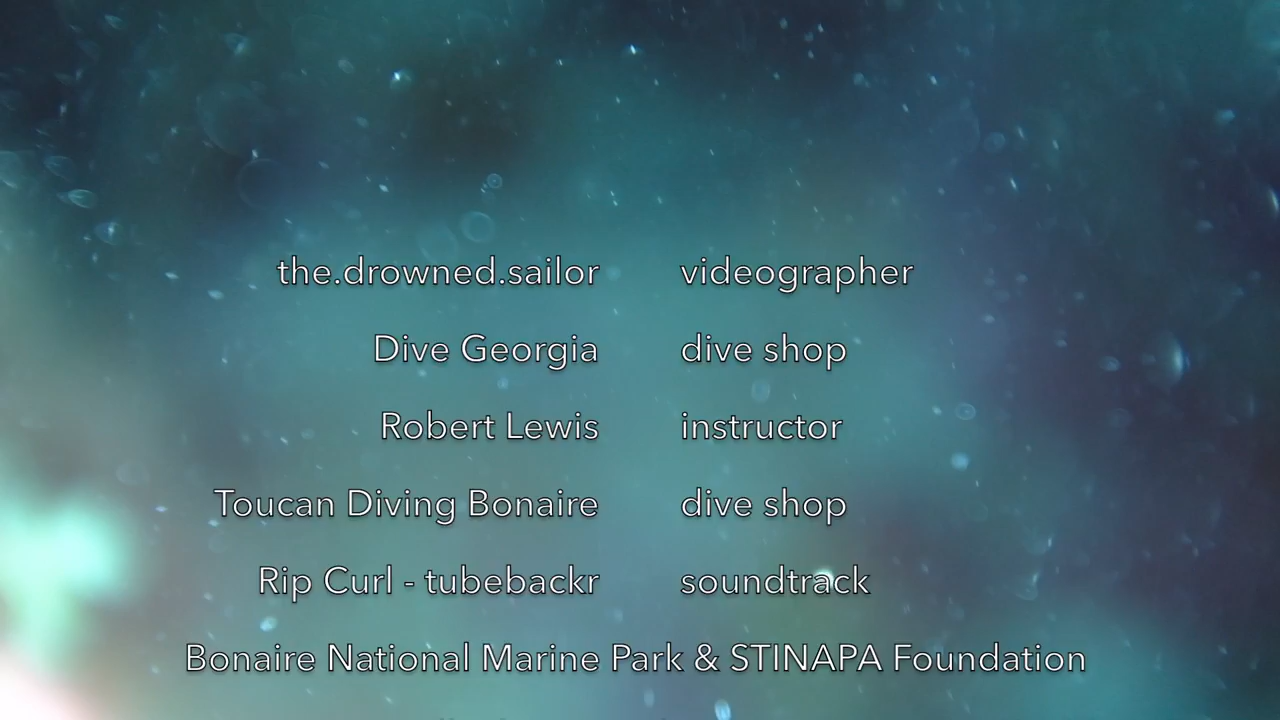 the.drowned.sailor videographer
Dive Georgia dive shop
Robert Lewis instructor
Toucan Diving Bonaire dive shop
Rip Curl - tubebackr soundtrack
Bonaire National Marine Park & STINAPA Foundation